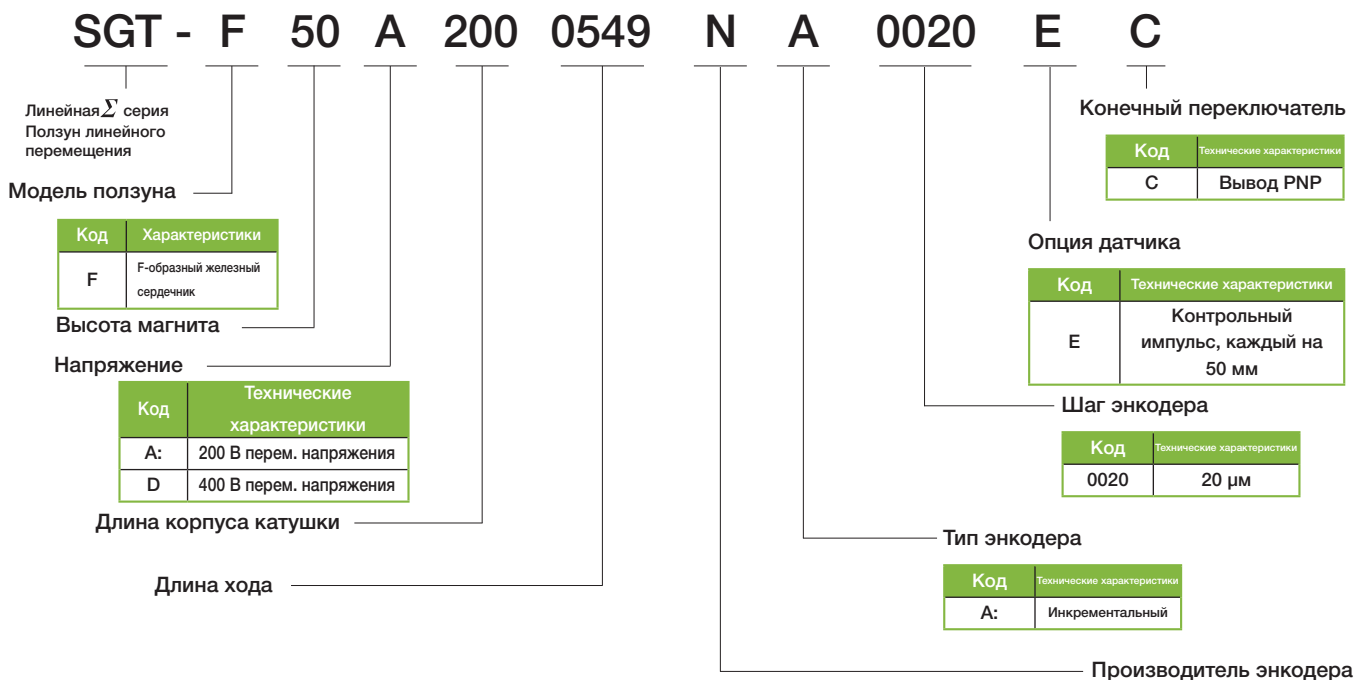 SGT - F 50 A 200 0549 N A 0020 E C
Линейная Σ серия
Ползун линейного
перемещения
Модель ползуна
Код Характеристики
F F-образный железный
сердечник
Высота магнита
Напряжение
Код Технические
характеристики
A: 200 В перем. напряжения
D 400 В перем. напряжения
Длина корпуса катушки
Длина хода
Конечный переключатель
Код Технические характеристики
C Вывод PNP
Опция датчика
Код Технические характеристики
E Контрольный
импульс, каждый на
50 мм
Шаг энкодера
Код Технические характеристики
0020 20 μм
Тип энкодера
Код Технические характеристики
A: Инкрементальный
Производитель энкодера